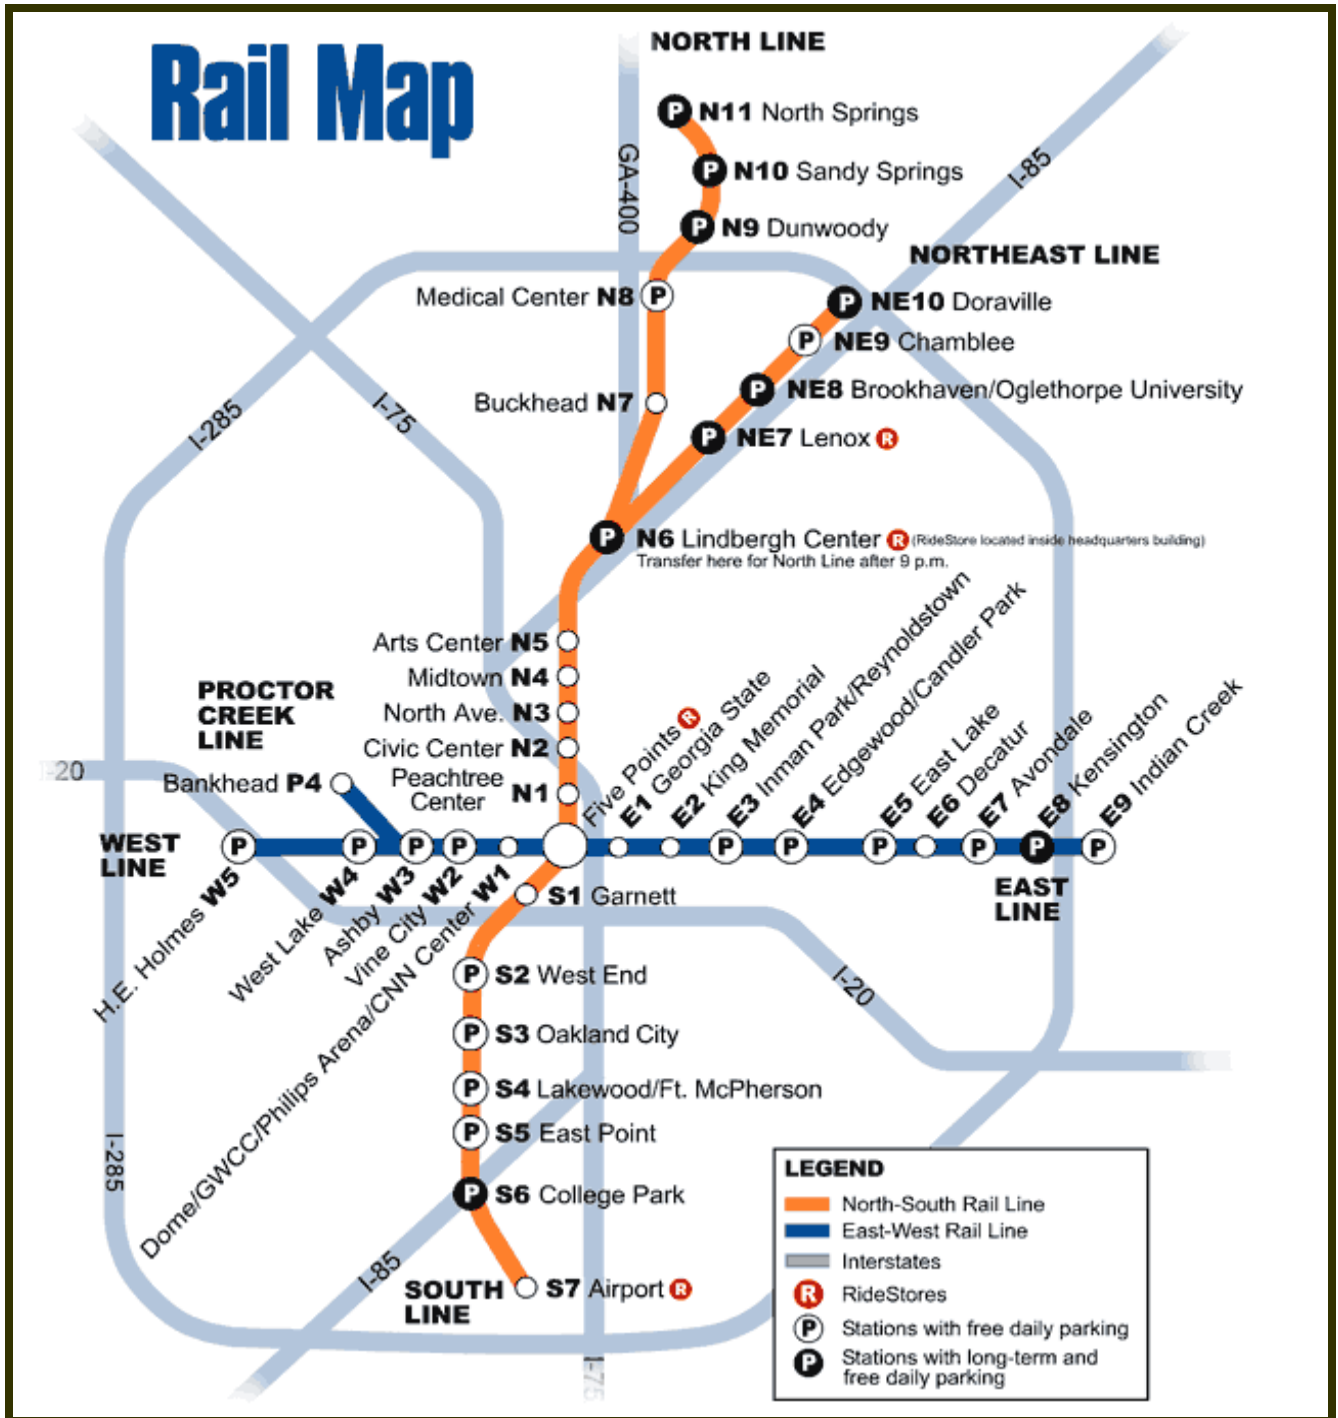 Rail Map
NORTH LINE
N11 North Springs
N10 Sandy Springs
N9 Dunwoody
GA-400
I-85
NORTHEAST LINE
Medical Center N8
NE10 Doraville
NE9 Chamblee
NE8 Brookhaven/Oglethorpe University
Buckhead N7
NE7 Lenox R
I-285
I-75
N6 Lindbergh Center R (RideStore located inside headquarters building)
Transfer here for North Line after 9 p.m.
Arts Center N5
Midtown N4
North Ave. N3
Civic Center N2
Peachtree
Center N1
PROCTOR
CREEK
LINE
Bankhead P4
I-20
WEST
LINE
Five Points R
E1 Georgia State
E2 King Memorial
E3 Inman Park/Reynoldstown
E4 Edgewood/Candler Park
E5 East Lake
E6 Decatur
E7 Avondale
E8 Kensington
E9 Indian Creek
EAST
LINE
H.E. Holmes W5
West Lake W4
Ashby W3
Vine City W2
Dome/GWCC/Philips Arena/CNN Center W1
S1 Garnett
S2 West End
S3 Oakland City
S4 Lakewood/Ft. McPherson
S5 East Point
S6 College Park
S7 Airport R
SOUTH
LINE
I-20
I-285
I-85
I-75
LEGEND
North-South Rail Line
East-West Rail Line
Interstates
R RideStores
P Stations with free daily parking
P Stations with long-term and
free daily parking